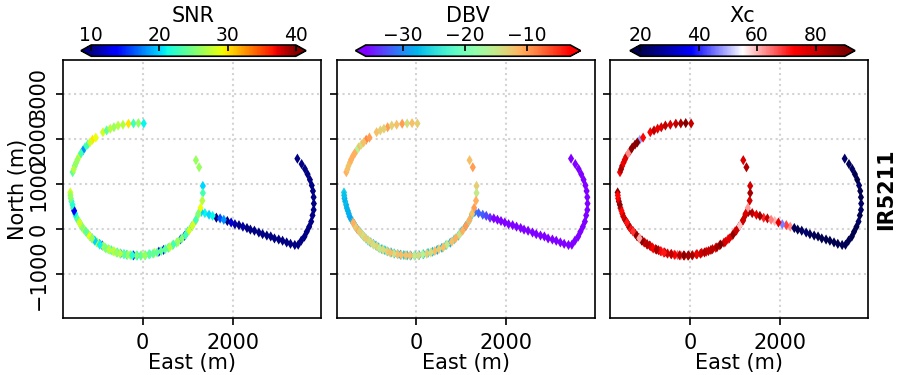 SNR
10 20 30 40
DBV
−30 −20 −10
Xc
20 40 60 80
North (m)
3000
2000
1000
0
−1000
0 2000
East (m)
0 2000
East (m)
0 2000
East (m)
IR5211